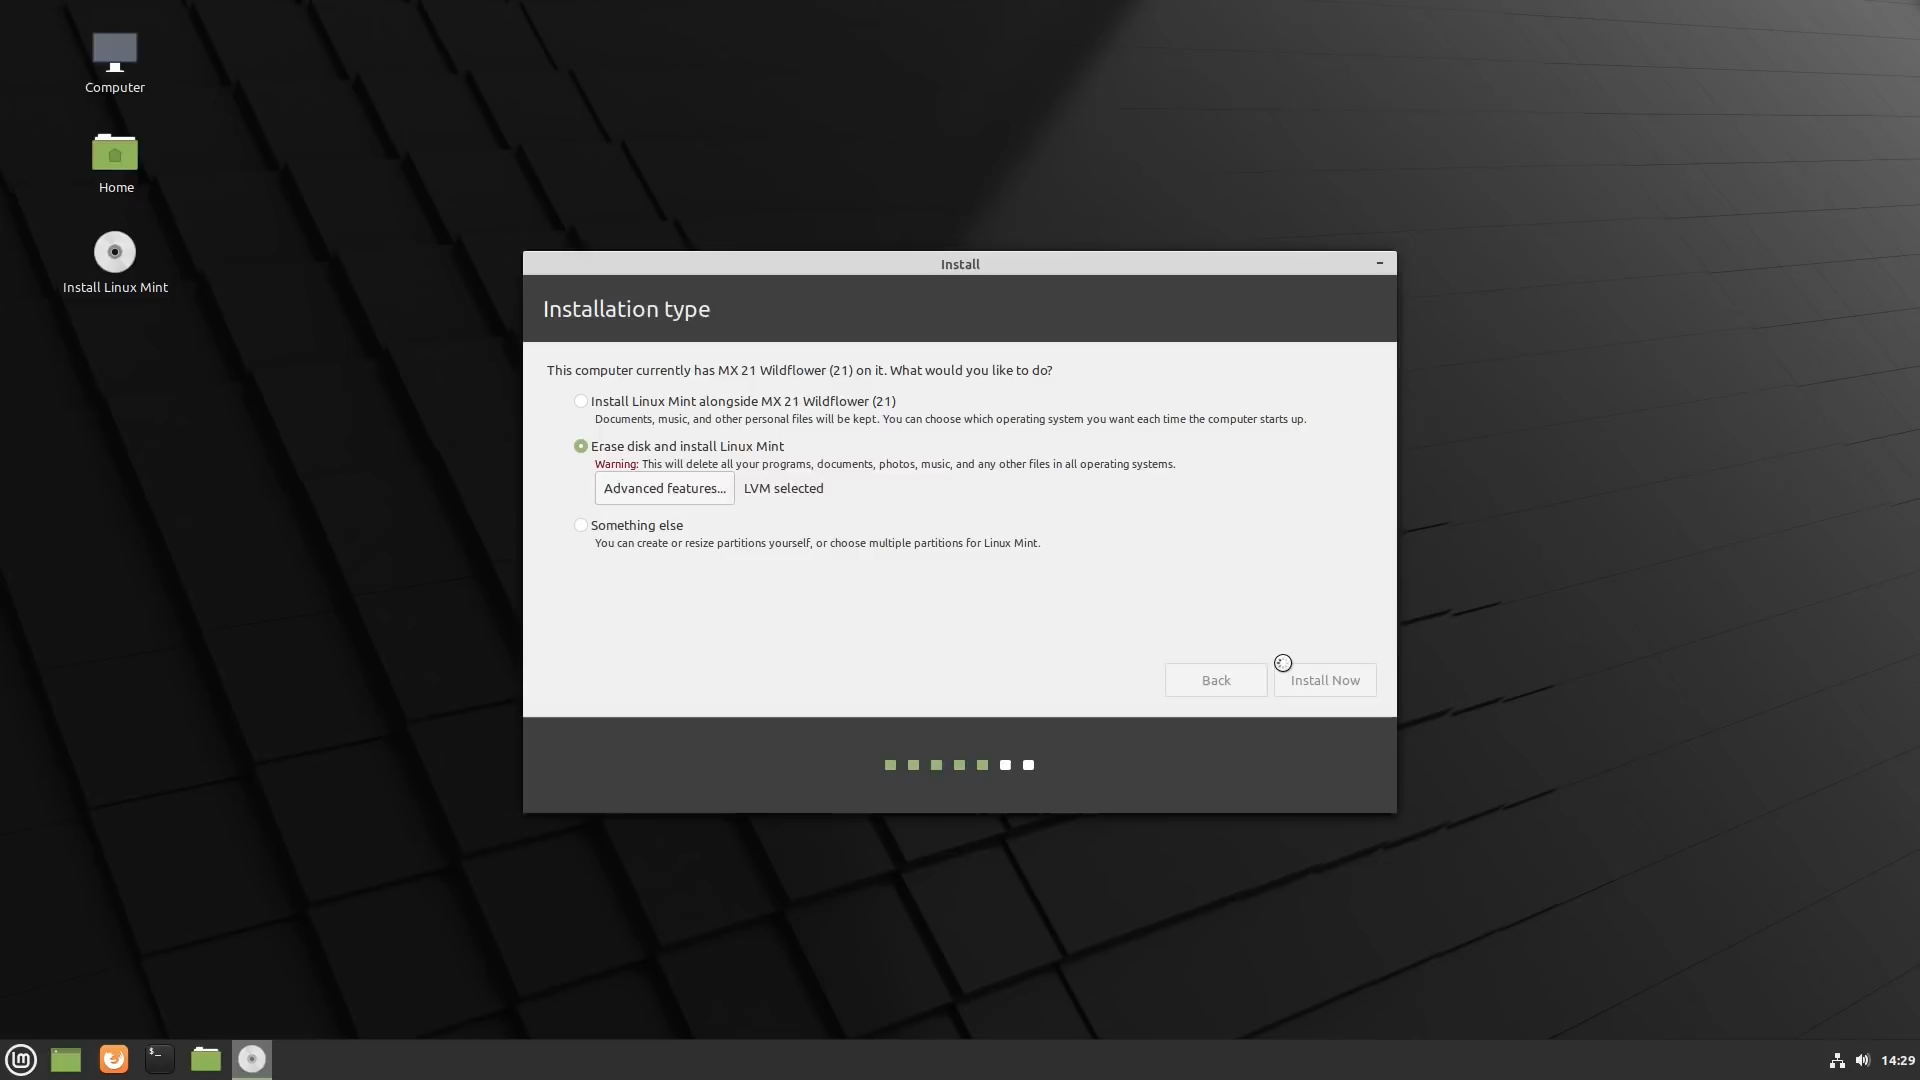 Computer
Home
Install Linux Mint
Install
Installation type
This computer currently has MX 21 Wildflower (21) on it. What would you like to do?
Install Linux Mint alongside MX 21 Wildflower (21)
Documents, music, and other personal files will be kept. You can choose which operating system you want each time the computer starts up.
Erase disk and install Linux Mint
Warning: This will delete all your programs, documents, photos, music, and any other files in all operating systems.
Advanced features... LVM selected
Something else
You can create or resize partitions yourself, or choose multiple partitions for Linux Mint.
Back Install Now
14:29